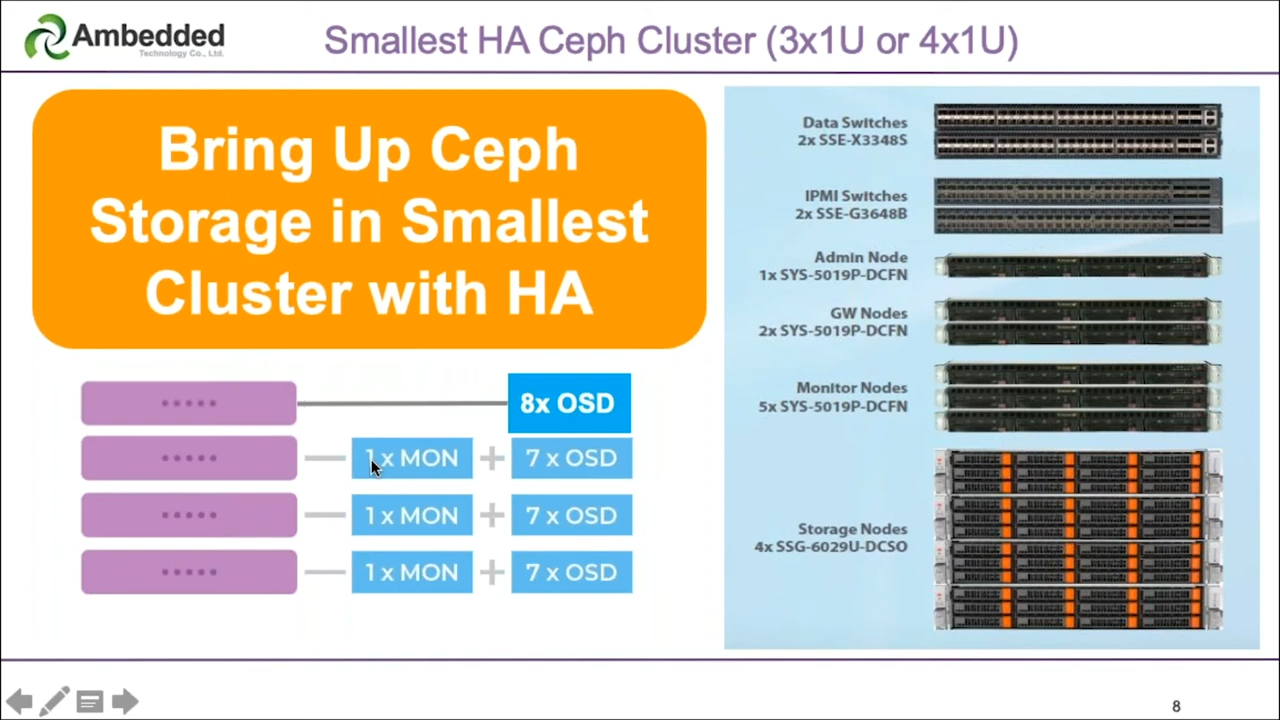 Ambedded
Technology Co., Ltd.
Smallest HA Ceph Cluster (3x1U or 4x1U)
Bring Up Ceph
Storage in Smallest
Cluster with HA
8x OSD
1 x MON + 7 x OSD
1 x MON + 7 x OSD
1 x MON + 7 x OSD
Data Switches
2x SSE-X3348S
IPMI Switches
2x SSE-G3648B
Admin Node
1x SYS-5019P-DCFN
GW Nodes
2x SYS-5019P-DCFN
Monitor Nodes
5x SYS-5019P-DCFN
Storage Nodes
4x SSG-6029U-DCSO
8